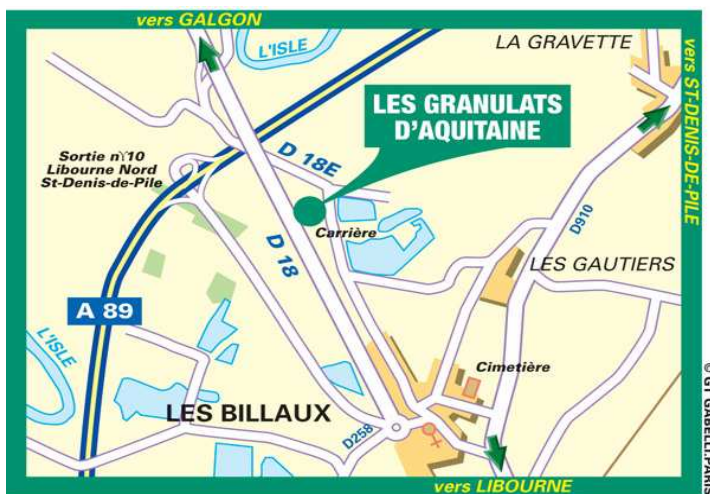 vers GALGON
L'ISLE
LA GRAVETTE
vers ST-DENIS-DE-PILE
LES GRANULATS
D'AQUITAINE
Sortie n°10
Libourne Nord
St-Denis-de-Pile
D 18E
D 18
Carrière
D910
LES GAUTIERS
A 89
L'ISLE
Cimetière
LES BILLAUX
D258
vers LIBOURNE
© GT GABELLI.PARIS